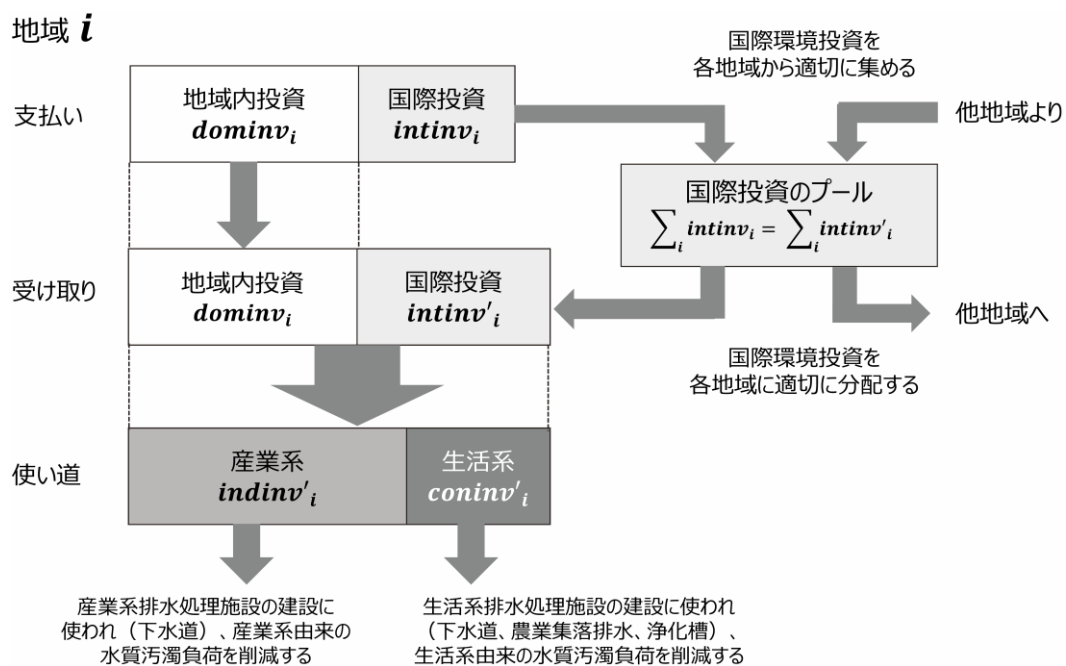 地域 i
国際環境投資を
各地域から適切に集める
支払い
地域内投資
dominv_i
国際投資
intinv_i
他地域より
国際投資のプール
∑_i intinv_i = ∑_i intinv'_i
受け取り
地域内投資
dominv_i
国際投資
intinv'_i
他地域へ
国際環境投資を
各地域に適切に分配する
使い道
産業系
indinv'_i
生活系
coninv'_i
産業系排水処理施設の建設に
使われ（下水道）、産業系由来の
水質汚濁負荷を削減する
生活系排水処理施設の建設に使われ
（下水道、農業集落排水、浄化槽）、
生活系由来の水質汚濁負荷を削減する